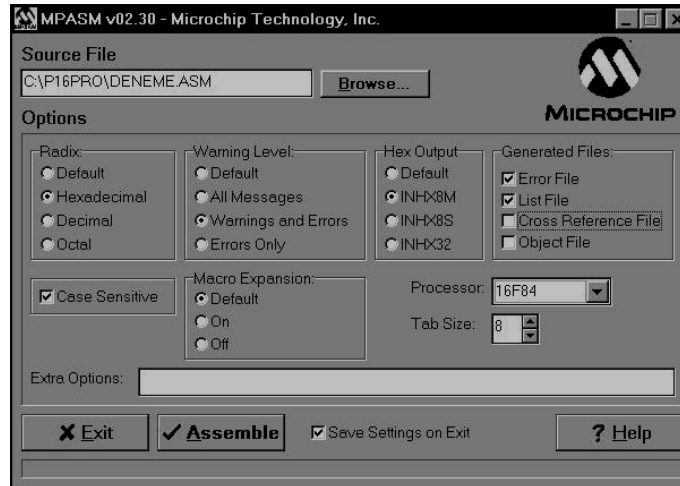 MPASM v02.30 - Microchip Technology, Inc.
Source File
C:\P16PRO\DENEME.ASM
Browse...
MICROCHIP
Options
Radix:
Default
Hexadecimal
Decimal
Octal
Warning Level:
Default
All Messages
Warnings and Errors
Errors Only
Hex Output
Default
INHX8M
INHX8S
INHX32
Generated Files:
Error File
List File
Cross Reference File
Object File
Case Sensitive
Macro Expansion:
Default
On
Off
Processor: 16F84
Tab Size: 8
Extra Options:
Exit
Assemble
Save Settings on Exit
? Help